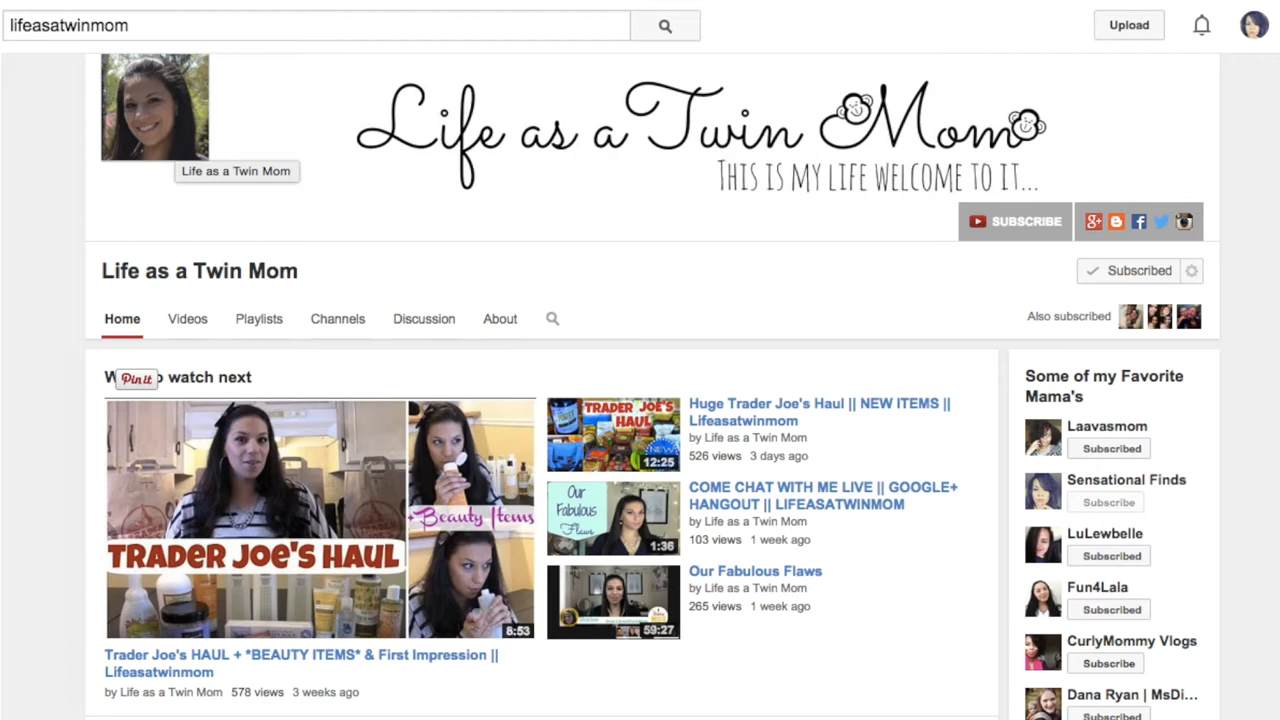 lifeasatwinmom
Upload
Life as a Twin Mom
THIS IS MY LIFE WELCOME TO IT...
Life as a Twin Mom
SUBSCRIBE
Life as a Twin Mom
Subscribed
Home Videos Playlists Channels Discussion About
Also subscribed
Pin it
watch next
TRADER JOE'S HAUL
+Beauty Items
8:53
Trader Joe's HAUL + *BEAUTY ITEMS* & First Impression ||
Lifeasatwinmom
by Life as a Twin Mom 578 views 3 weeks ago
TRADER JOE'S
HAUL
NEW
12:25
Huge Trader Joe's Haul || NEW ITEMS ||
Lifeasatwinmom
by Life as a Twin Mom
526 views 3 days ago
Our
Fabulous
Flaws
1:36
COME CHAT WITH ME LIVE || GOOGLE+
HANGOUT || LIFEASATWINMOM
by Life as a Twin Mom
103 views 1 week ago
59:27
Our Fabulous Flaws
by Life as a Twin Mom
265 views 1 week ago
Some of my Favorite
Mama's
Laavasmom
Subscribed
Sensational Finds
Subscribe
LuLewbelle
Subscribed
Fun4Lala
Subscribed
CurlyMommy Vlogs
Subscribe
Dana Ryan | MsDi...
Subscribed